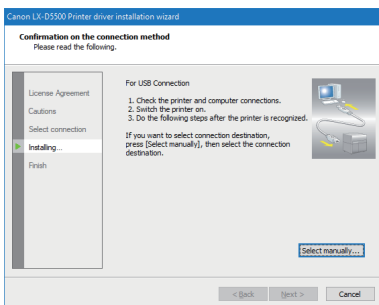 Canon LX-D5500 Printer driver installation wizard
Confirmation on the connection method
Please read the following.
License Agreement
Cautions
Select connection
Installing...
Finish
For USB Connection
1. Check the printer and computer connections.
2. Switch the printer on.
3. Do the following steps after the printer is recognized.
If you want to select connection destination,
press [Select manually], then select the connection
destination.
Select manually...
< Back
Next >
Cancel